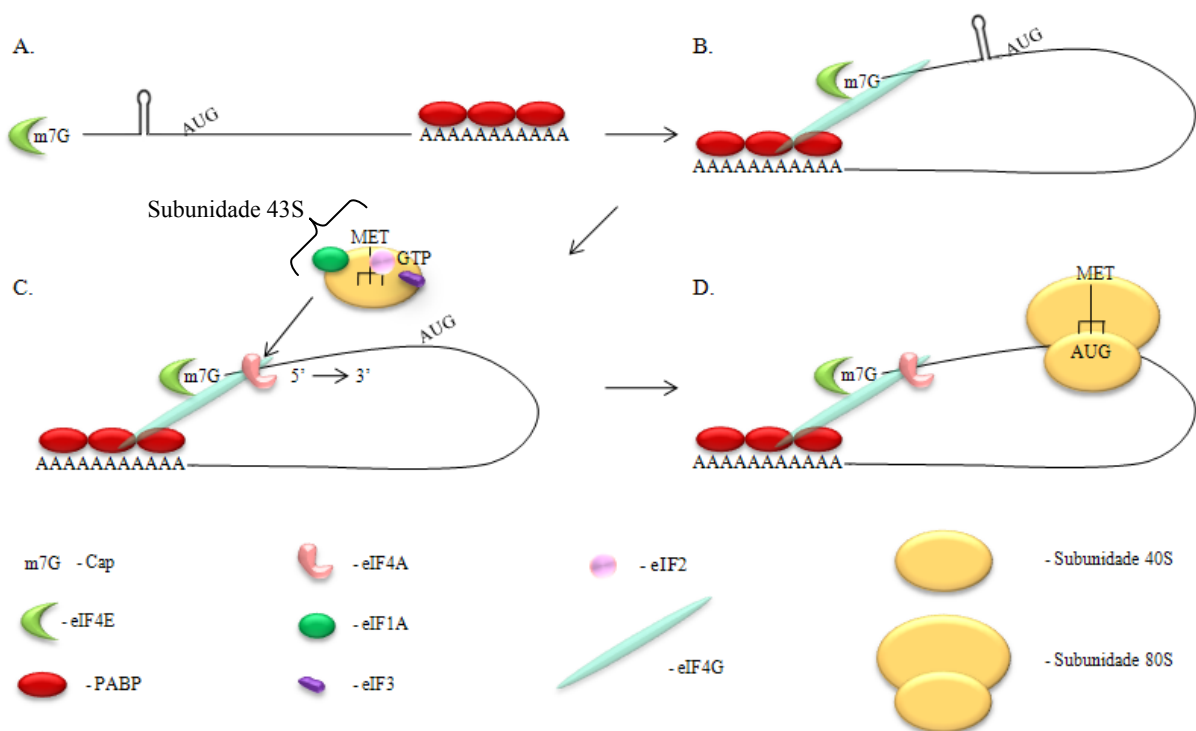 A.
m7G
AUG
AAAAAAAAAAA
B.
m7G
AUG
AAAAAAAAAAA
Subunidade 43S
MET
GTP
C.
AUG
m7G
5’ 3’
AAAAAAAAAAA
D.
MET
AUG
m7G
AAAAAAAAAAA
m7G - Cap
- eIF4E
- PABP
- eIF4A
- eIF1A
- eIF3
- eIF2
- eIF4G
- Subunidade 40S
- Subunidade 80S